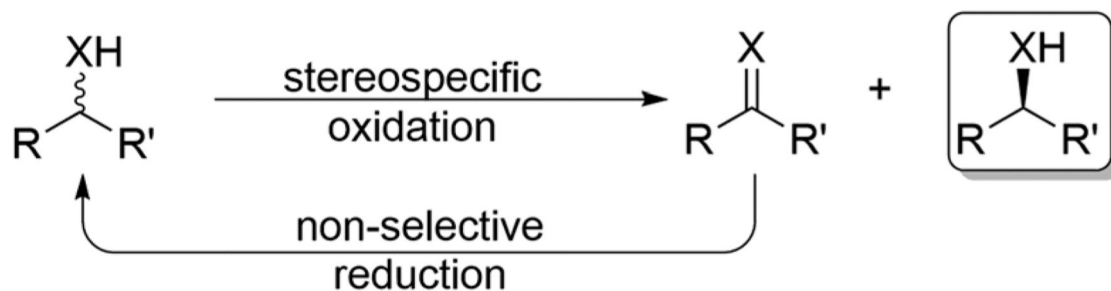 XH
R R'
stereospecific
oxidation
X
R R'
+
XH
R R'
non-selective
reduction